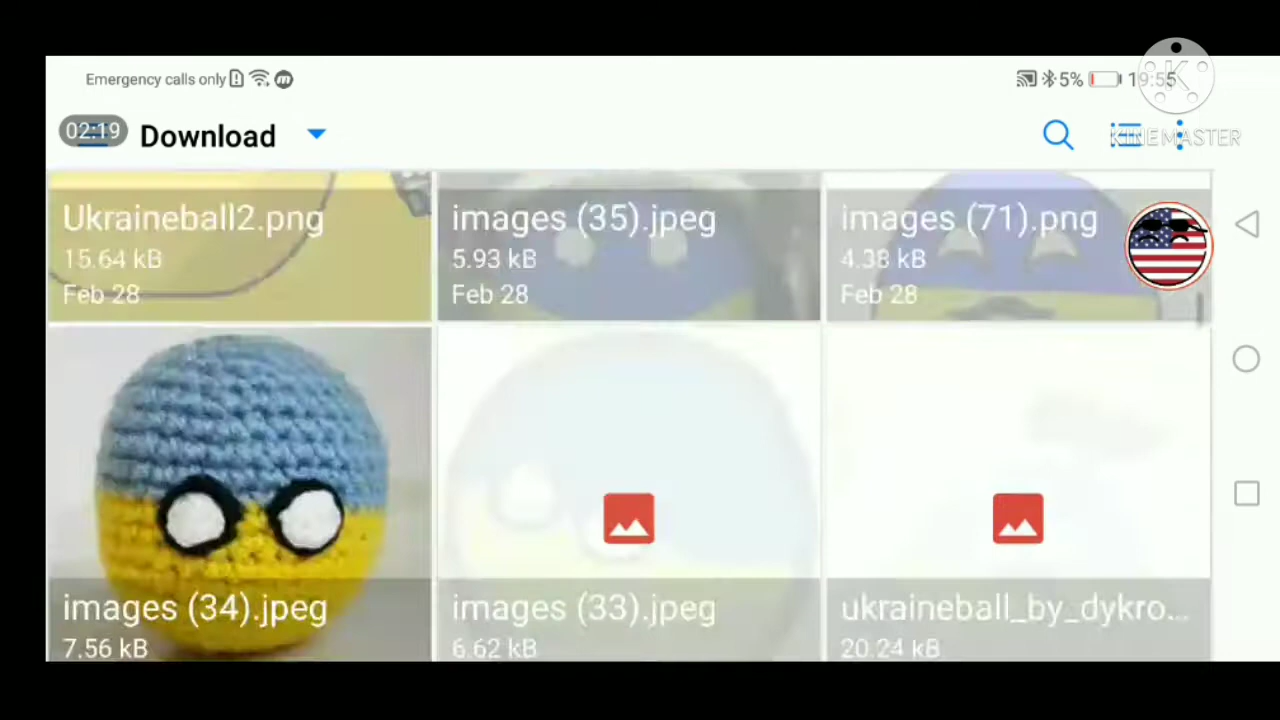 Emergency calls only
5% 19:55
02:19
Download
KINEMASTER
Ukraineball2.png
15.64 kB
Feb 28
images (35).jpeg
5.93 kB
Feb 28
images (71).png
4.38 kB
Feb 28
images (34).jpeg
7.56 kB
images (33).jpeg
6.62 kB
ukraineball_by_dykro...
20.24 kB